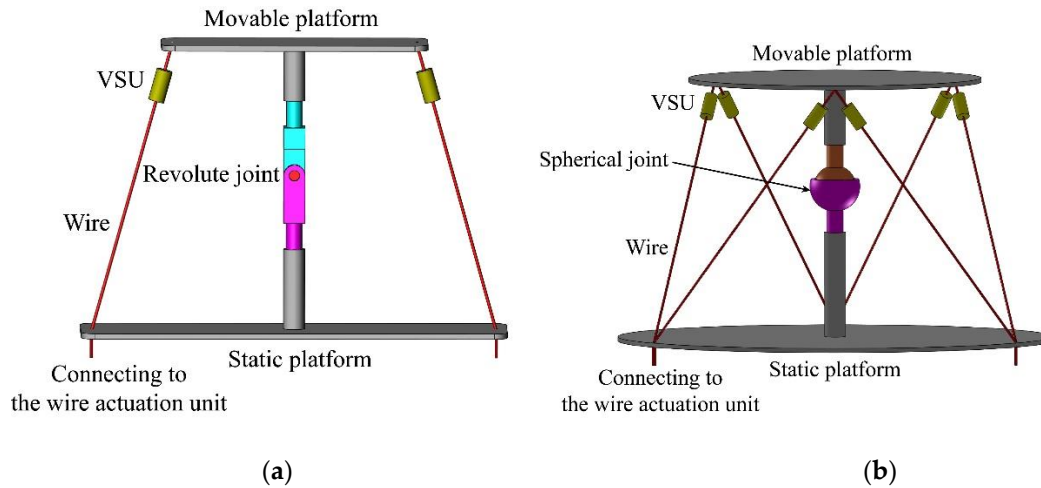 Movable platform
VSU
Revolute joint
Wire
Static platform
Connecting to
the wire actuation unit
(a)
Movable platform
VSU
Spherical joint
Wire
Static platform
Connecting to
the wire actuation unit
(b)